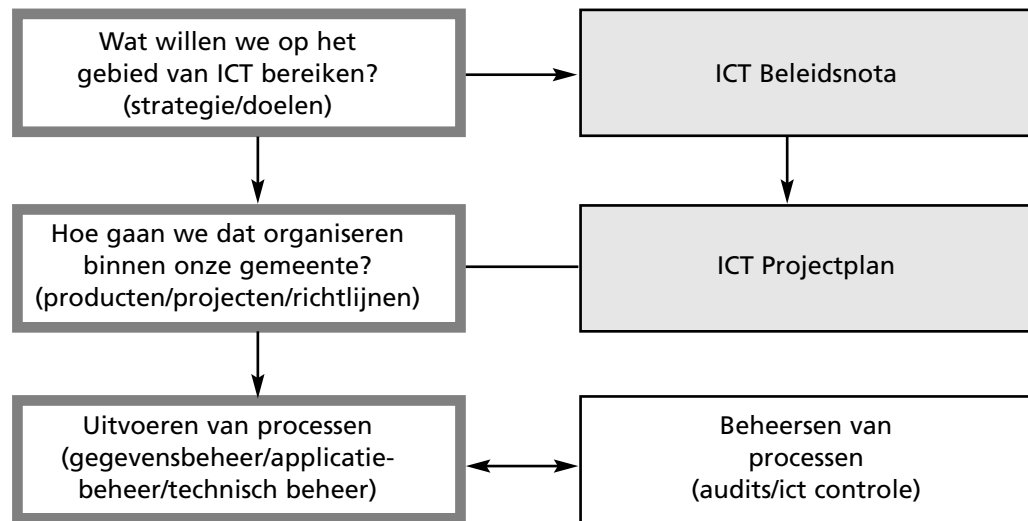 Wat willen we op het
gebied van ICT bereiken?
(strategie/doelen)
ICT Beleidsnota
Hoe gaan we dat organiseren
binnen onze gemeente?
(producten/projecten/richtlijnen)
ICT Projectplan
Uitvoeren van processen
(gegevensbeheer/applicatie-
beheer/technisch beheer)
Beheersen van
processen
(audits/ict controle)